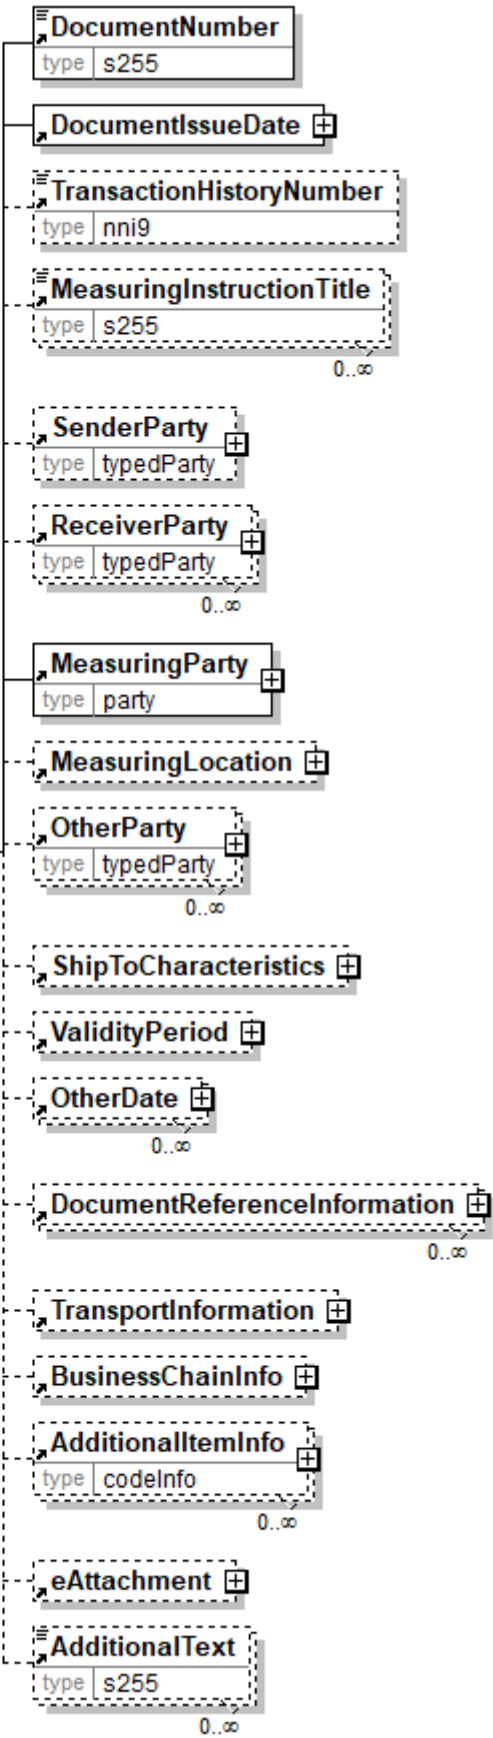 DocumentNumber
type s255
DocumentIssueDate
TransactionHistoryNumber
type nni9
MeasuringInstructionTitle
type s255
0..∞
SenderParty
type typedParty
ReceiverParty
type typedParty
0..∞
MeasuringParty
type party
MeasuringLocation
OtherParty
type typedParty
0..∞
ShipToCharacteristics
ValidityPeriod
OtherDate
0..∞
DocumentReferenceInformation
0..∞
TransportInformation
BusinessChainInfo
AdditionalItemInfo
type codeInfo
0..∞
eAttachment
AdditionalText
type s255
0..∞